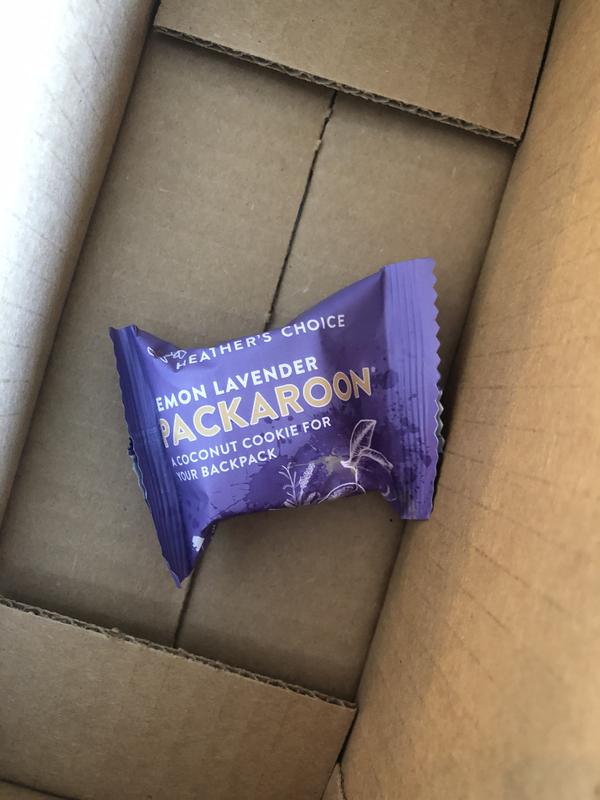 HEATHER'S CHOICE
EMON LAVENDER
PACKAROON®
A COCONUT COOKIE FOR
YOUR BACKPACK